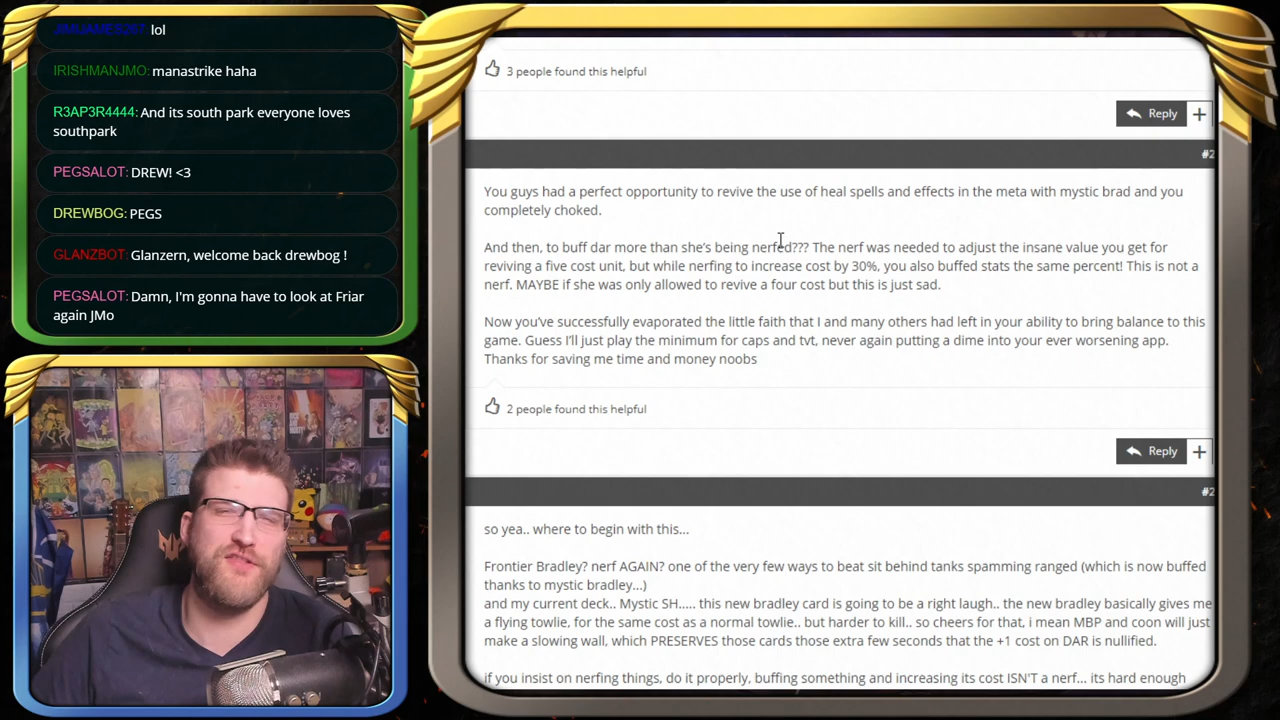 JIMJAMES267: lol
IRISHMANJMO: manastrike haha
R3AP3R4444: And its south park everyone loves
southpark
PEGSALOT: DREW! <3
DREWBOG: PEGS
GLANZBOT: Glanzern, welcome back drewbog !
PEGSALOT: Damn, I'm gonna have to look at Friar
again JMo
3 people found this helpful
Reply +
#2
You guys had a perfect opportunity to revive the use of heal spells and effects in the meta with mystic brad and you
completely choked.
And then, to buff dar more than she's being nerfed??? The nerf was needed to adjust the insane value you get for
reviving a five cost unit, but while nerfing to increase cost by 30%, you also buffed stats the same percent! This is not a
nerf. MAYBE if she was only allowed to revive a four cost but this is just sad.
Now you've successfully evaporated the little faith that I and many others had left in your ability to bring balance to this
game. Guess I'll just play the minimum for caps and tvt, never again putting a dime into your ever worsening app.
Thanks for saving me time and money noobs
2 people found this helpful
Reply +
#2
so yea.. where to begin with this...
Frontier Bradley? nerf AGAIN? one of the very few ways to beat sit behind tanks spamming ranged (which is now buffed
thanks to mystic bradley...)
and my current deck.. Mystic SH..... this new bradley card is going to be a right laugh.. the new bradley basically gives me
a flying towlie, for the same cost as a normal towlie.. but harder to kill.. so cheers for that, i mean MBP and coon will just
make a slowing wall, which PRESERVES those cards those extra few seconds that the +1 cost on DAR is nullified.
if you insist on nerfing things, do it properly, buffing something and increasing its cost ISN'T a nerf... its hard enough